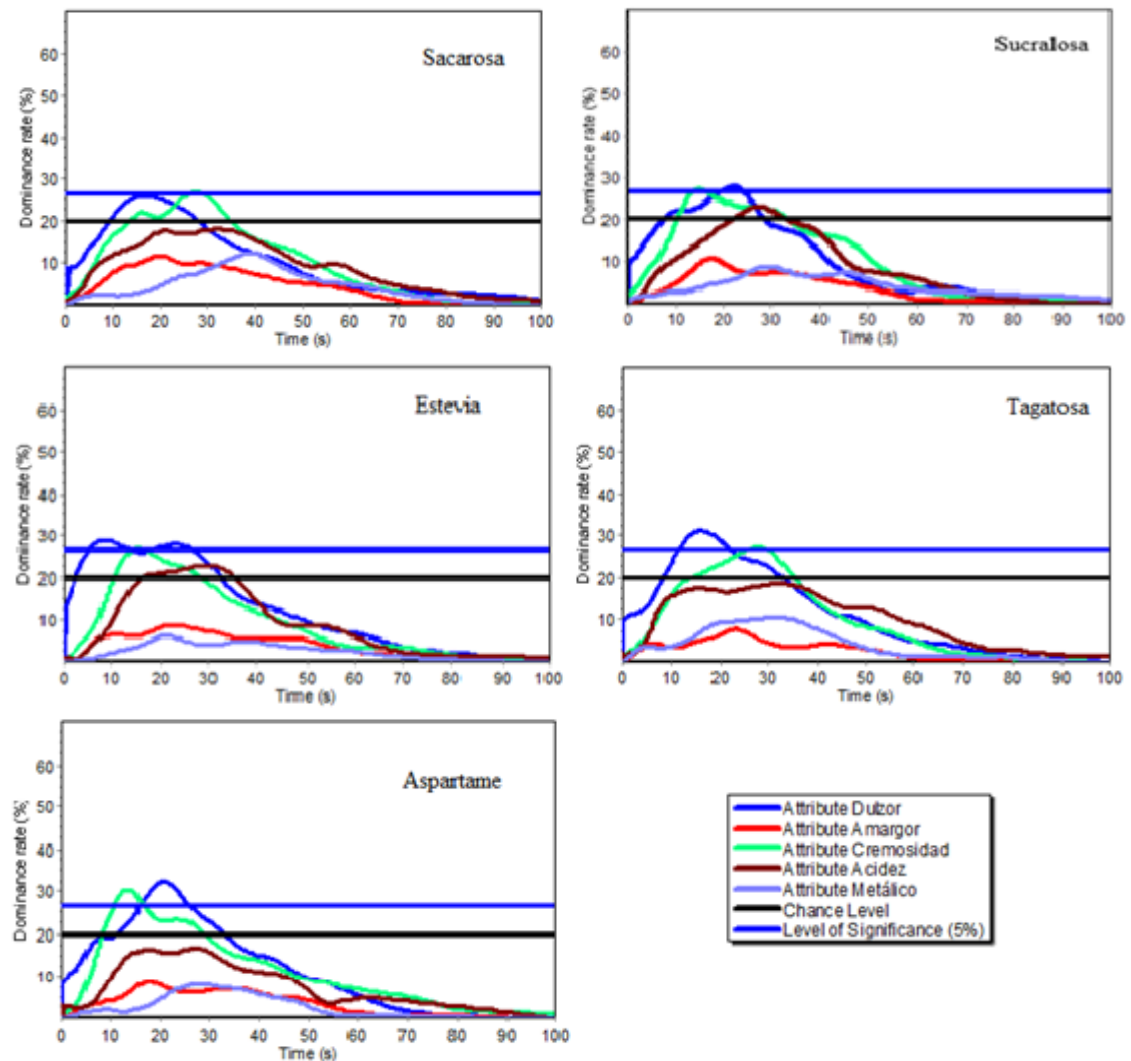 Sacarosa
Dominance rate (%)
60
50
40
30
20
10
0 10 20 30 40 50 60 70 80 90 100
Time (s)
Sucralosa
Dominance rate (%)
60
50
40
30
20
10
0 10 20 30 40 50 60 70 80 90 100
Time (s)
Estevia
Dominance rate (%)
60
50
40
30
20
10
0 10 20 30 40 50 60 70 80 90 100
Time (s)
Tagatosa
Dominance rate (%)
60
50
40
30
20
10
0 10 20 30 40 50 60 70 80 90 100
Time (s)
Aspartame
Dominance rate (%)
60
50
40
30
20
10
0 10 20 30 40 50 60 70 80 90 100
Time (s)
Attribute Dulzor
Attribute Amargor
Attribute Cremosidad
Attribute Acidez
Attribute Metálico
Chance Level
Level of Significance (5%)